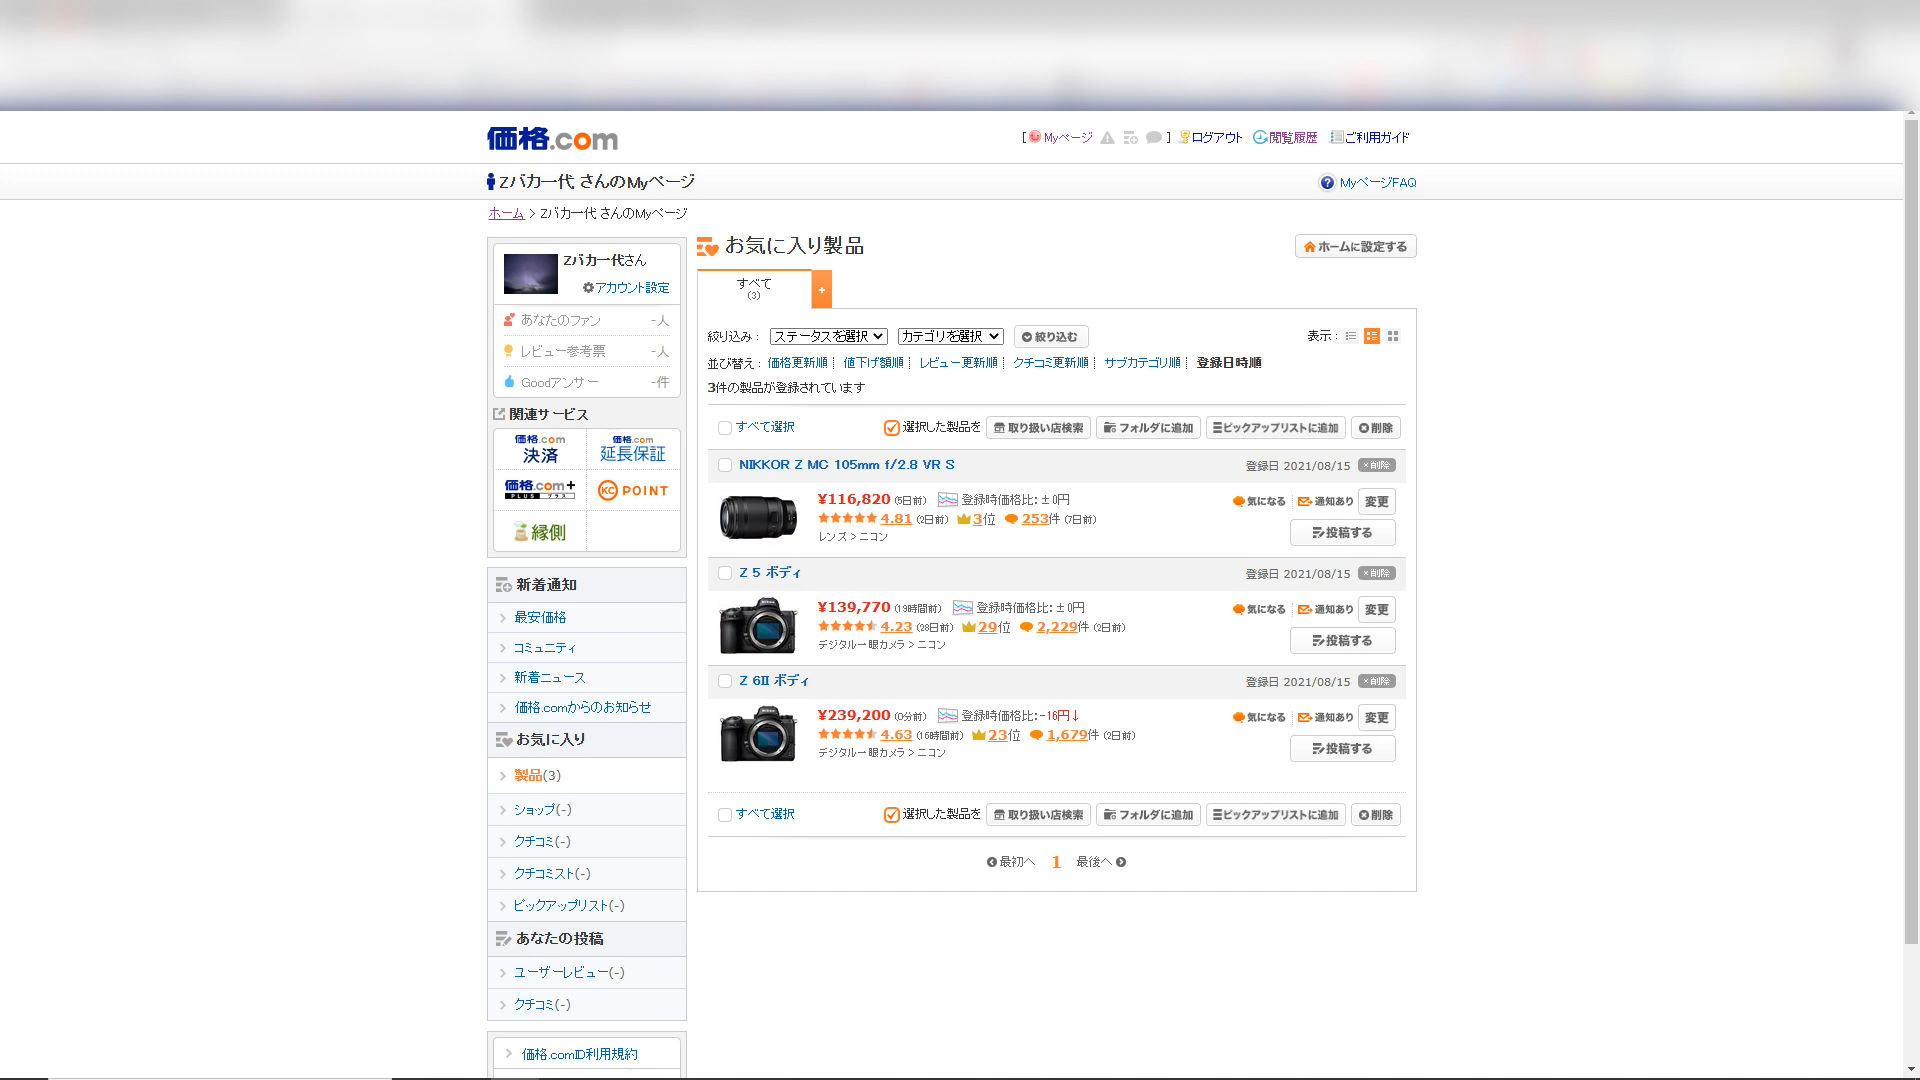 価格.com
[ Myページ ] ログアウト 閲覧履歴 ご利用ガイド
Zバカ一代 さんのMyページ
MyページFAQ
ホーム > Zバカ一代 さんのMyページ
Zバカ一代さん
アカウント設定
あなたのファン -人
レビュー参考票 -人
Goodアンサー -件
関連サービス
価格.com 決済
価格.com 延長保証
価格.com+ PLUS プラス
KC POINT
縁側
新着通知
最安価格
コミュニティ
新着ニュース
価格.comからのお知らせ
お気に入り
製品(3)
ショップ(-)
クチコミ(-)
クチコミスト(-)
ピックアップリスト(-)
あなたの投稿
ユーザーレビュー(-)
クチコミ(-)
価格.comID利用規約
お気に入り製品
ホームに設定する
すべて
(3)
+
絞り込み : ステータスを選択 カテゴリを選択 絞り込む
表示 :
並び替え : 価格更新順 値下げ額順 レビュー更新順 クチコミ更新順 サブカテゴリ順 登録日時順
3件の製品が登録されています
すべて選択 選択した製品を 取り扱い店検索 フォルダに追加 ピックアップリストに追加 削除
NIKKOR Z MC 105mm f/2.8 VR S 登録日 2021/08/15 ×削除
¥116,820 (5日前) 登録時価格比:±0円 気になる 通知あり 変更
4.81 (2日前) 3位 253件 (7日前)
投稿する
レンズ > ニコン
Z 5 ボディ 登録日 2021/08/15 ×削除
¥139,770 (19時間前) 登録時価格比:±0円 気になる 通知あり 変更
4.23 (28日前) 29位 2,229件 (2日前)
投稿する
デジタル一眼カメラ > ニコン
Z 6II ボディ 登録日 2021/08/15 ×削除
¥239,200 (0分前) 登録時価格比:-16円↓ 気になる 通知あり 変更
4.63 (16時間前) 23位 1,679件 (2日前)
投稿する
デジタル一眼カメラ > ニコン
すべて選択 選択した製品を 取り扱い店検索 フォルダに追加 ピックアップリストに追加 削除
最初へ 1 最後へ